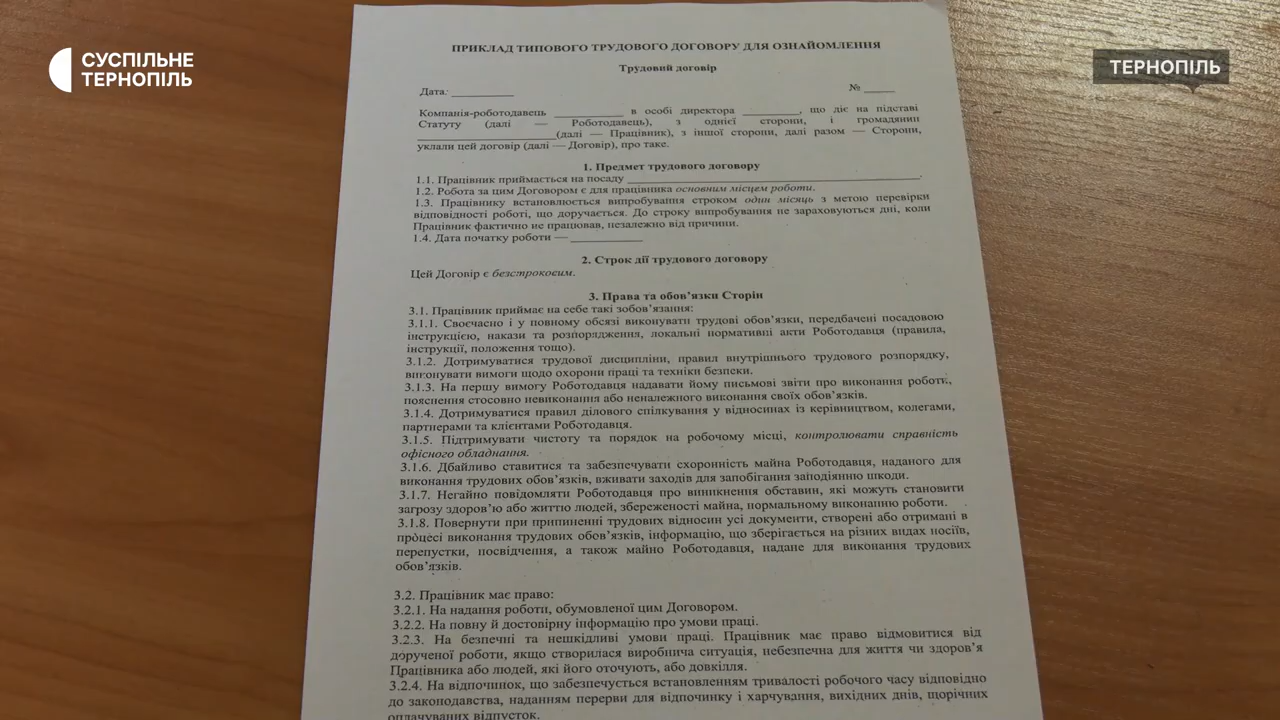 СУСПІЛЬНЕ
ТЕРНОПІЛЬ
ТЕРНОПІЛЬ
ПРИКЛАД ТИПОВОГО ТРУДОВОГО ДОГОВОРУ ДЛЯ ОЗНАЙОМЛЕННЯ
Трудовий договір
Дата: __________ № _____
Компанія-роботодавець ___________ в особі директора _________, що діє на підставі
Статуту (далі — Роботодавець), з однієї сторони, і громадянин
______________________(далі — Працівник), з іншої сторони, далі разом — Сторони,
уклали цей договір (далі — Договір), про таке.
1. Предмет трудового договору
1.1. Працівник приймається на посаду ______________________________________________.
1.2. Робота за цим Договором є для працівника основним місцем роботи.
1.3. Працівнику встановлюється випробування строком один місяць з метою перевірки
відповідності роботі, що доручається. До строку випробування не зараховуються дні, коли
Працівник фактично не працював, незалежно від причини.
1.4. Дата початку роботи — ___________
2. Строк дії трудового договору
Цей Договір є безстроковим.
3. Права та обов’язки Сторін
3.1. Працівник приймає на себе такі зобов’язання:
3.1.1. Своєчасно і у повному обсязі виконувати трудові обов’язки, передбачені посадовою
інструкцією, накази та розпорядження, локальні нормативні акти Роботодавця (правила,
інструкції, положення тощо).
3.1.2. Дотримуватися трудової дисципліни, правил внутрішнього трудового розпорядку,
виконувати вимоги щодо охорони праці та техніки безпеки.
3.1.3. На першу вимогу Роботодавця надавати йому письмові звіти про виконання роботи,
пояснення стосовно невиконання або неналежного виконання своїх обов’язків.
3.1.4. Дотримуватися правил ділового спілкування у відносинах із керівництвом, колегами,
партнерами та клієнтами Роботодавця.
3.1.5. Підтримувати чистоту та порядок на робочому місці, контролювати справність
офісного обладнання.
3.1.6. Дбайливо ставитися та забезпечувати схоронність майна Роботодавця, наданого для
виконання трудових обов’язків, вживати заходів для запобігання заподіянню шкоди.
3.1.7. Негайно повідомляти Роботодавця про виникнення обставин, які можуть становити
загрозу здоров’ю або життю людей, збереженості майна, нормальному виконанню роботи.
3.1.8. Повернути при припиненні трудових відносин усі документи, створені або отримані в
процесі виконання трудових обов’язків, інформацію, що зберігається на різних видах носіїв,
перепустки, посвідчення, а також майно Роботодавця, надане для виконання трудових
обов’язків.
3.2. Працівник має право:
3.2.1. На надання роботи, обумовленої цим Договором.
3.2.2. На повну й достовірну інформацію про умови праці.
3.2.3. На безпечні та нешкідливі умови праці. Працівник має право відмовитися від
дорученої роботи, якщо створилася виробнича ситуація, небезпечна для життя чи здоров’я
Працівника або людей, які його оточують, або довкілля.
3.2.4. На відпочинок, що забезпечується встановленням тривалості робочого часу відповідно
до законодавства, наданням перерви для відпочинку і харчування, вихідних днів, щорічних
оплачуваних відпусток.